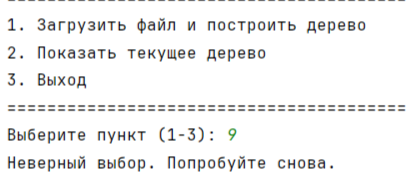 ========================================
1. Загрузить файл и построить дерево
2. Показать текущее дерево
3. Выход
========================================
Выберите пункт (1-3): 9
Неверный выбор. Попробуйте снова.